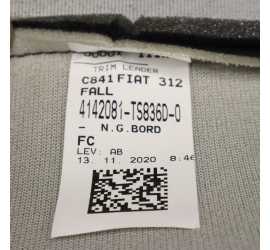 TRIM LEADER
C841 FIAT 312
FALL
4142081-TS836D-0
- N.G.BORD
FC
LEV: AB
13. 11. 2020 8:46